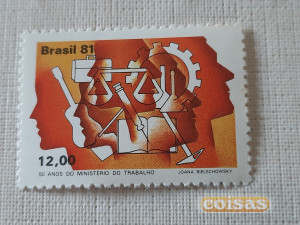 Brasil 81
12,00
50 ANOS DO MINISTÉRIO DO TRABALHO JOANA BIELSCHOWSKY
coisas